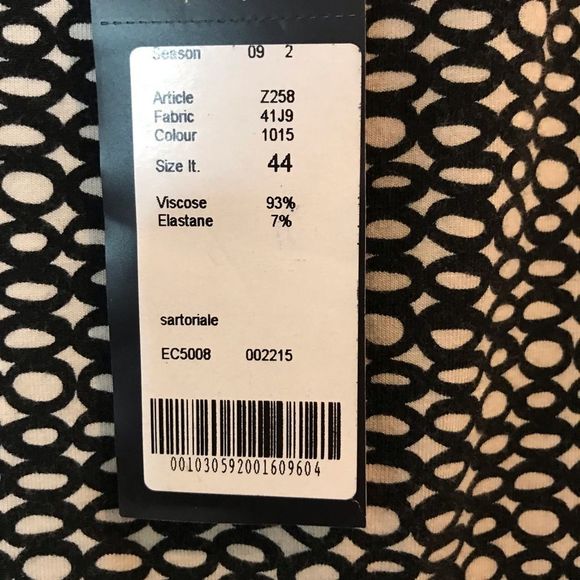 Season 09 2
Article Z258
Fabric 41J9
Colour 1015
Size It. 44
Viscose 93%
Elastane 7%
sartoriale
EC5008 002215
001030592001609604